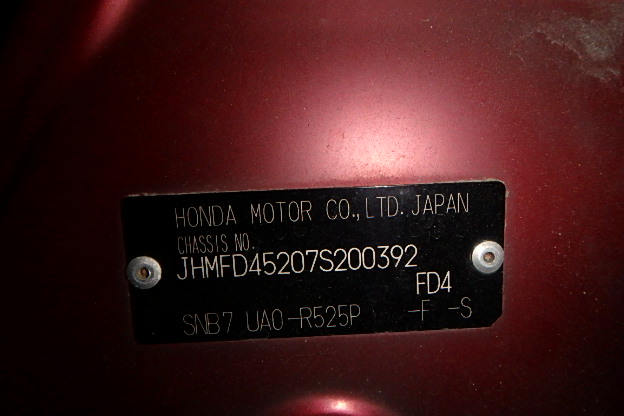 HONDA MOTOR CO.,LTD. JAPAN
CHASSIS NO.
JHMFD45207S200392
FD4
SNB7 UA0-R525P -F -S